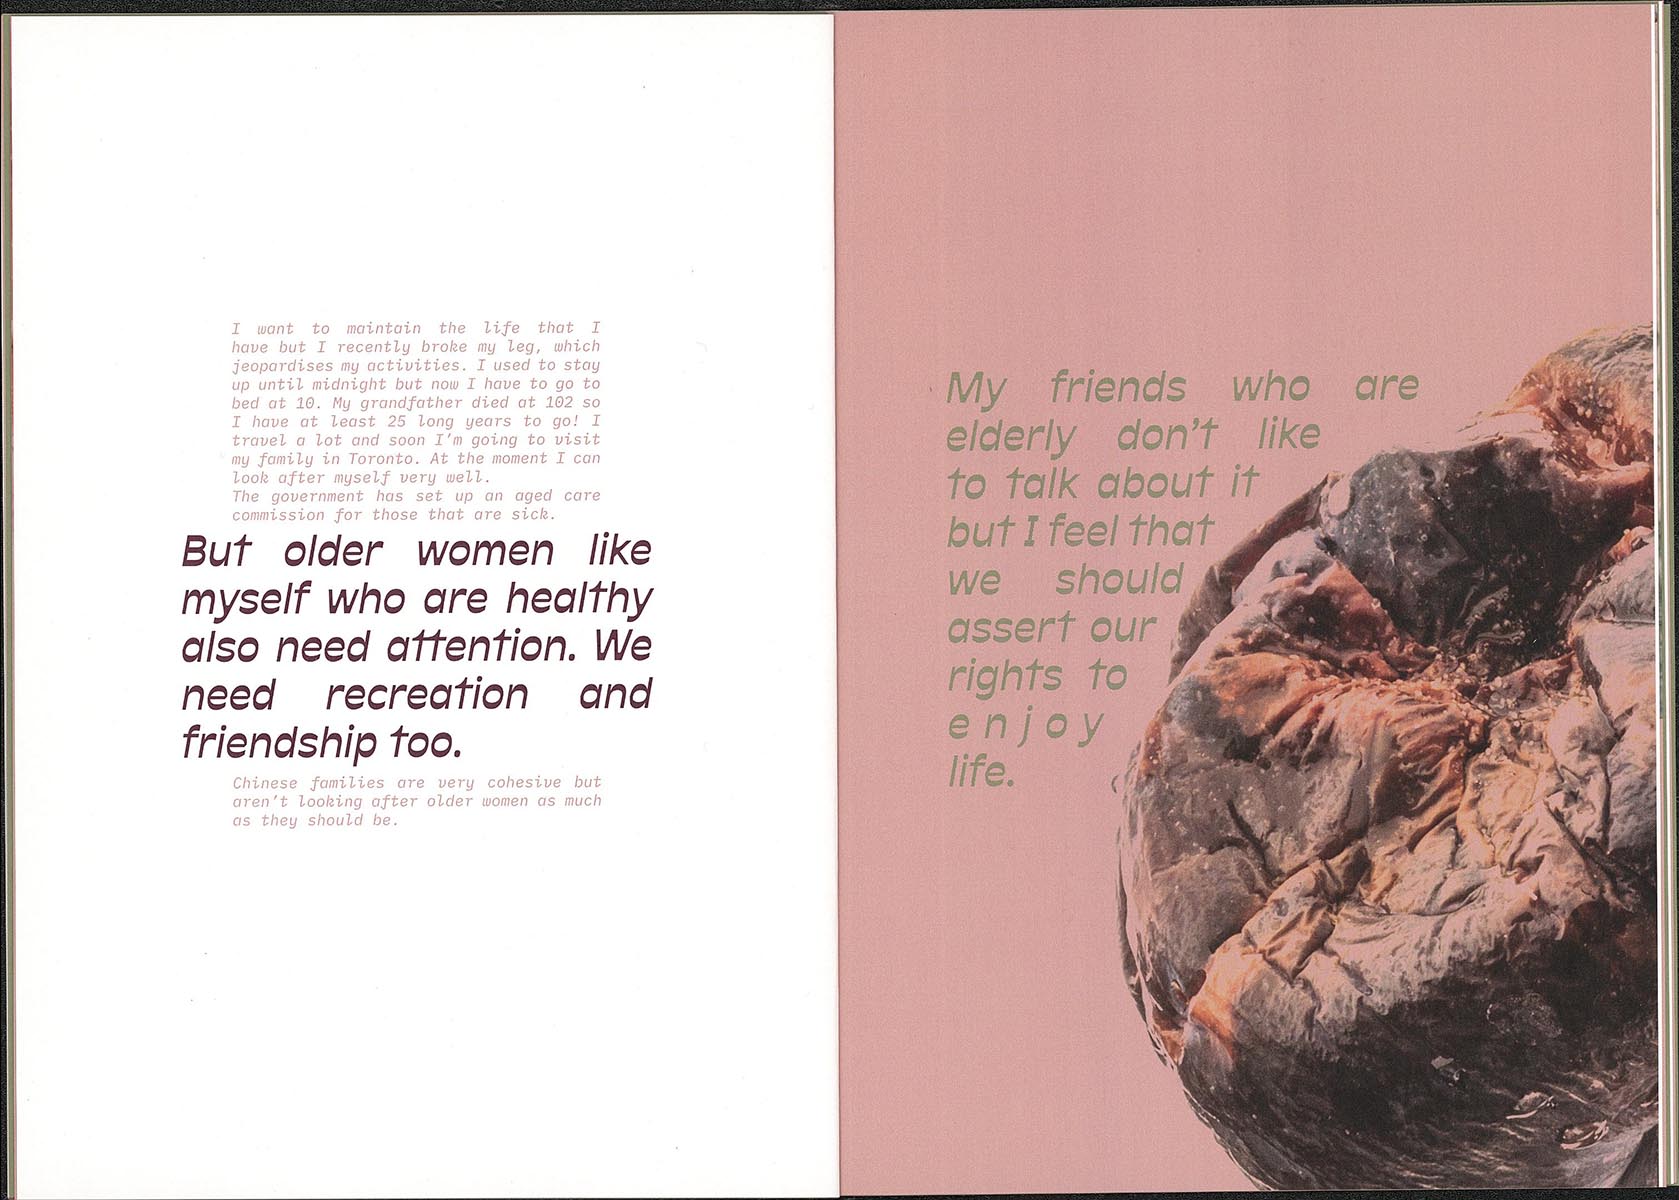 I want to maintain the life that I
have but I recently broke my leg, which
jeopardises my activities. I used to stay
up until midnight but now I have to go to
bed at 10. My grandfather died at 102 so
I have at least 25 long years to go! I
travel a lot and soon I'm going to visit
my family in Toronto. At the moment I can
look after myself very well.
The government has set up an aged care
commission for those that are sick.
But older women like
myself who are healthy
also need attention. We
need recreation and
friendship too.
Chinese families are very cohesive but
aren't looking after older women as much
as they should be.
My friends who are
elderly don't like
to talk about it
but I feel that
we should
assert our
rights to
enjoy
life.